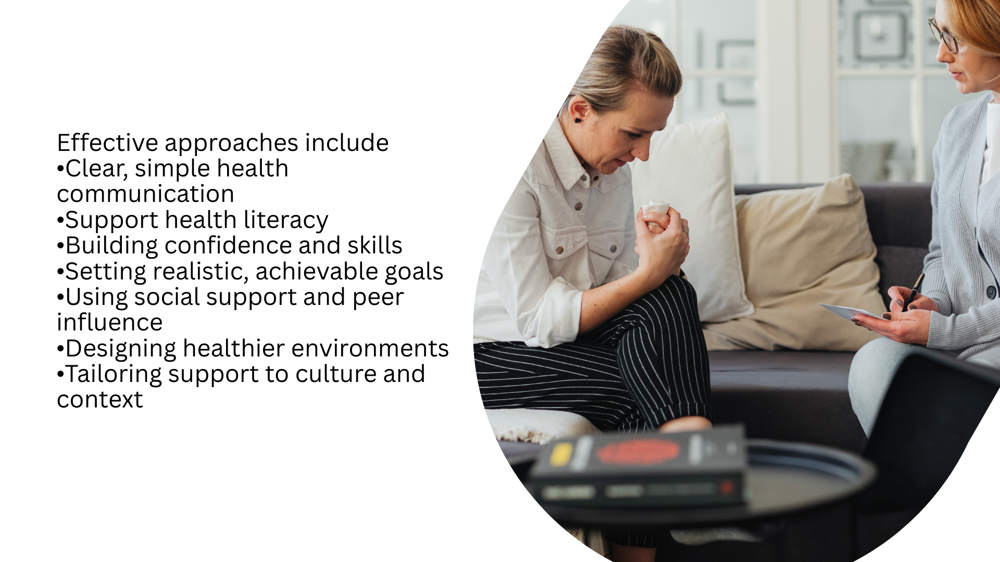 Effective approaches include
•Clear, simple health
communication
•Support health literacy
•Building confidence and skills
•Setting realistic, achievable goals
•Using social support and peer
influence
•Designing healthier environments
•Tailoring support to culture and
context